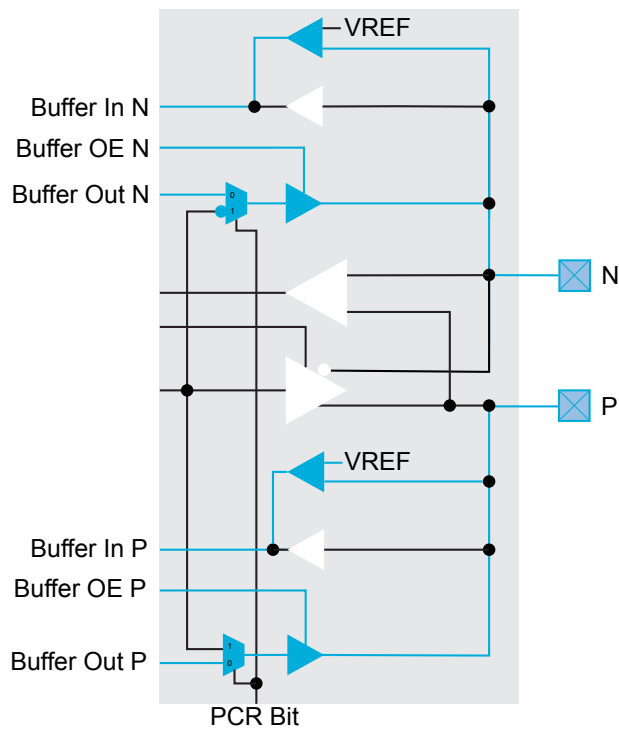 VREF
Buffer In N
Buffer OE N
Buffer Out N
0
1
N
P
VREF
Buffer In P
Buffer OE P
1
Buffer Out P
0
PCR Bit